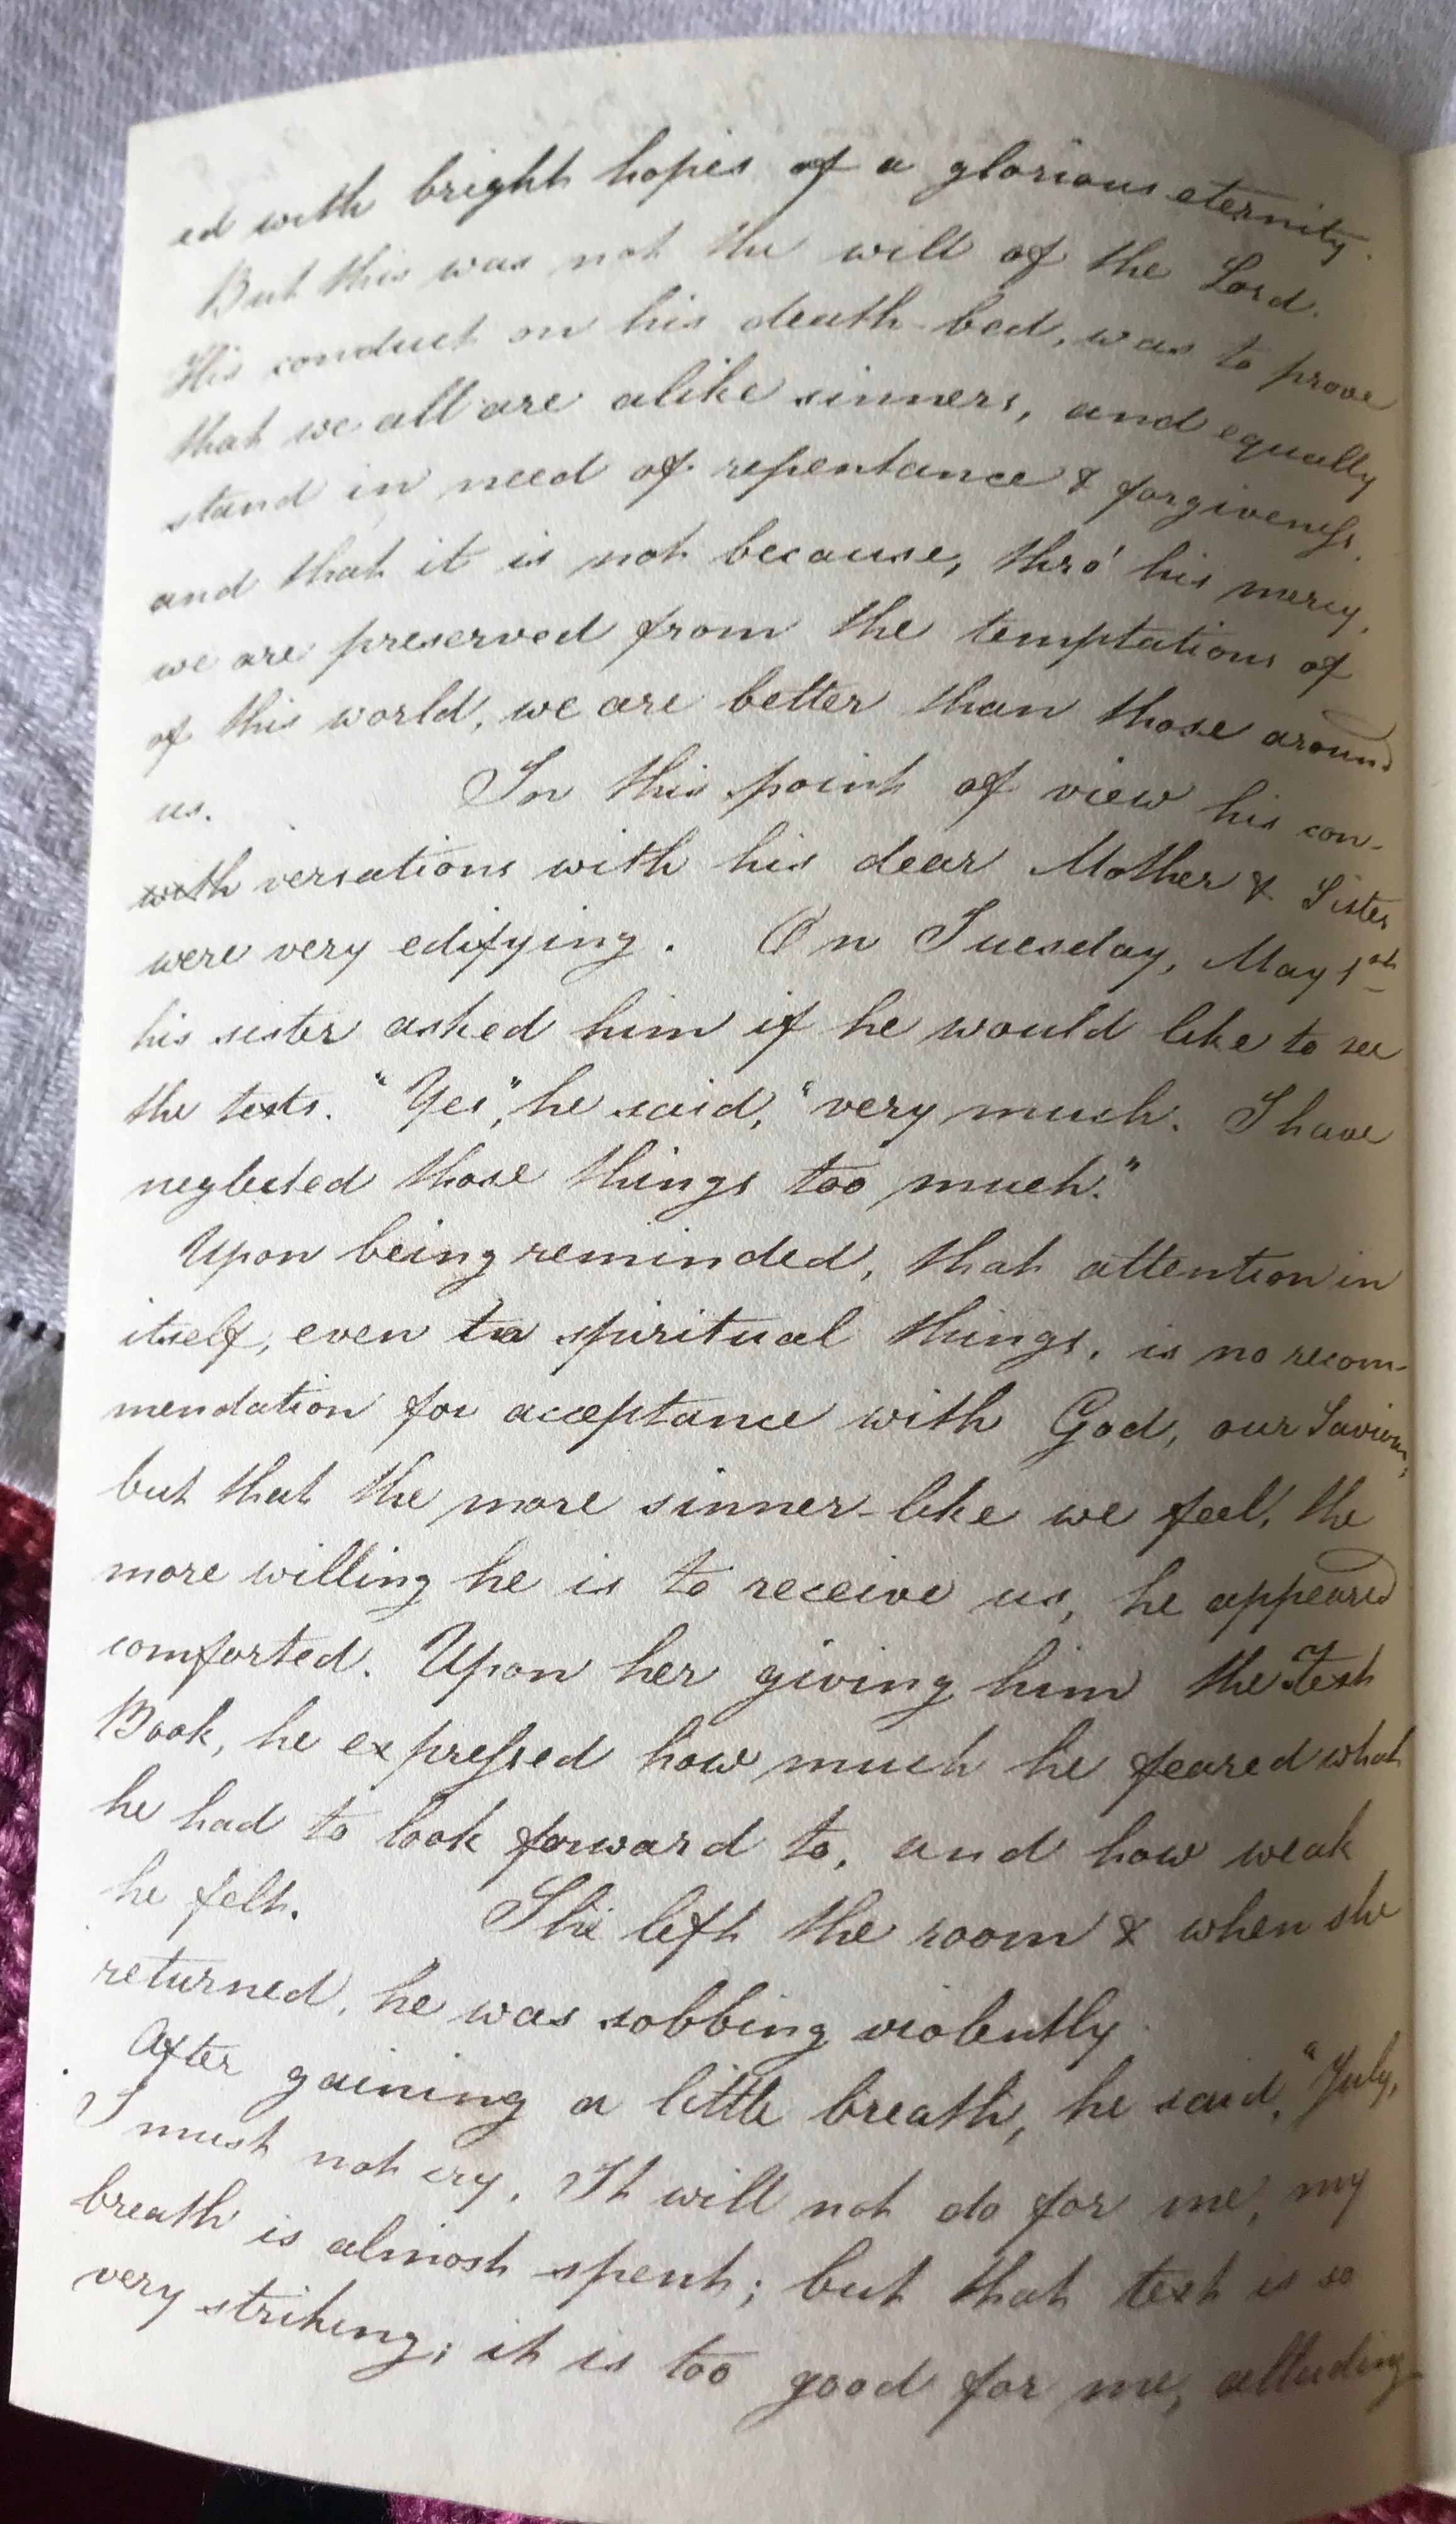 ed with bright hopes of a glorious eternity.
But this was not the will of the Lord.
His conduct on his death-bed, was to prove
that we all are alike sinners, and equally
stand in need of repentance & forgiveness,
and that it is not because, thro' his mercy,
we are preserved from the temptations of
of this world, we are better than those around
us. In this point of view his con-
with versations with his dear Mother & Sister
were very edifying. On Tuesday, May 1st
his sister asked him if he would like to see
the texts. "Yes", he said, "very much. I have
neglected those things too much."
Upon being reminded, that attention in
itself, even to spiritual things, is no recom-
mendation for acceptance with God, our Saviour,
but that the more sinner-like we feel, the
more willing he is to receive us, he appeared
comforted. Upon her giving him the Text
Book, he expressed how much he feared what
he had to look forward to, and how weak
he felt. She left the room & when she
returned, he was sobbing violently.
After gaining a little breath, he said, "July,
I must not cry. It will not do for me, my
breath is almost spent; but that text is so
very striking; it is too good for me, alluding